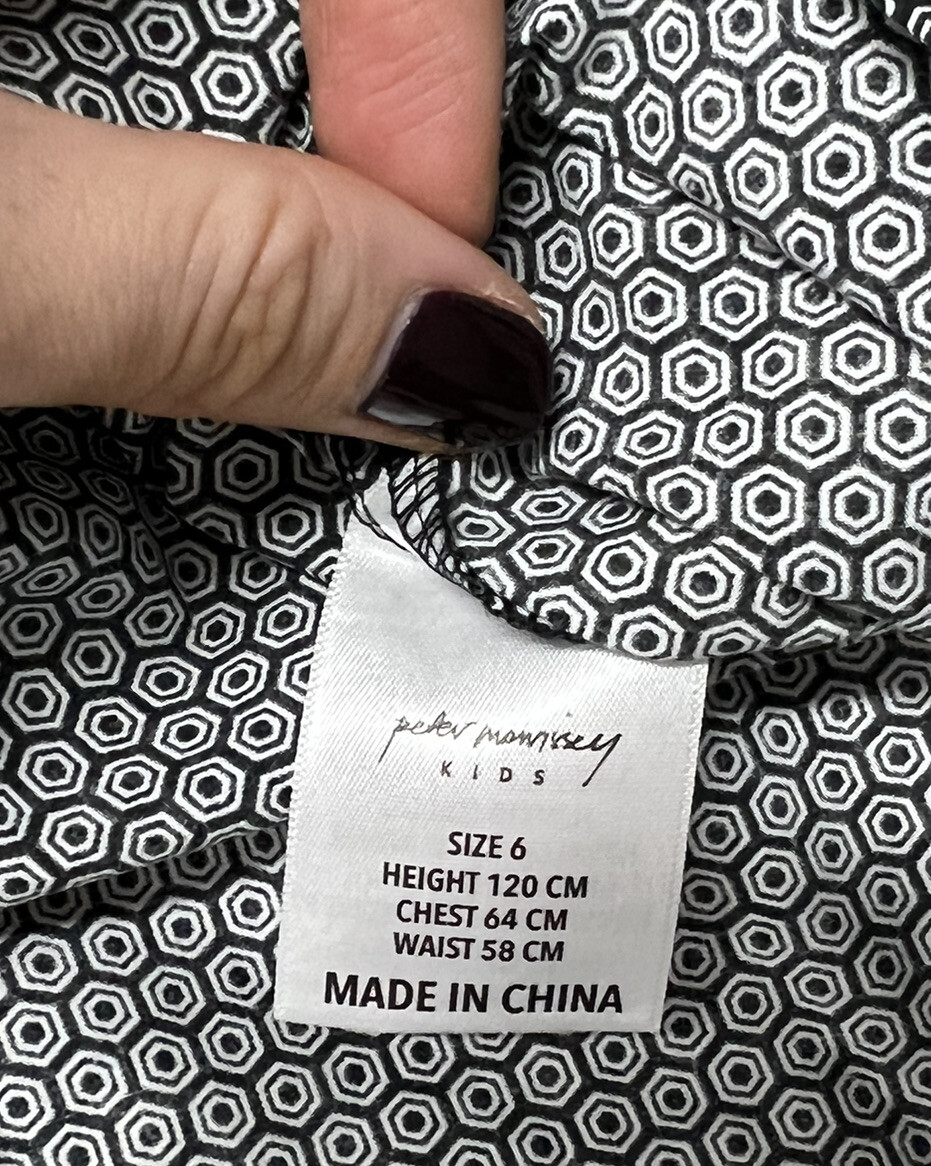 peter morrissey
KIDS
SIZE 6
HEIGHT 120 CM
CHEST 64 CM
WAIST 58 CM
MADE IN CHINA